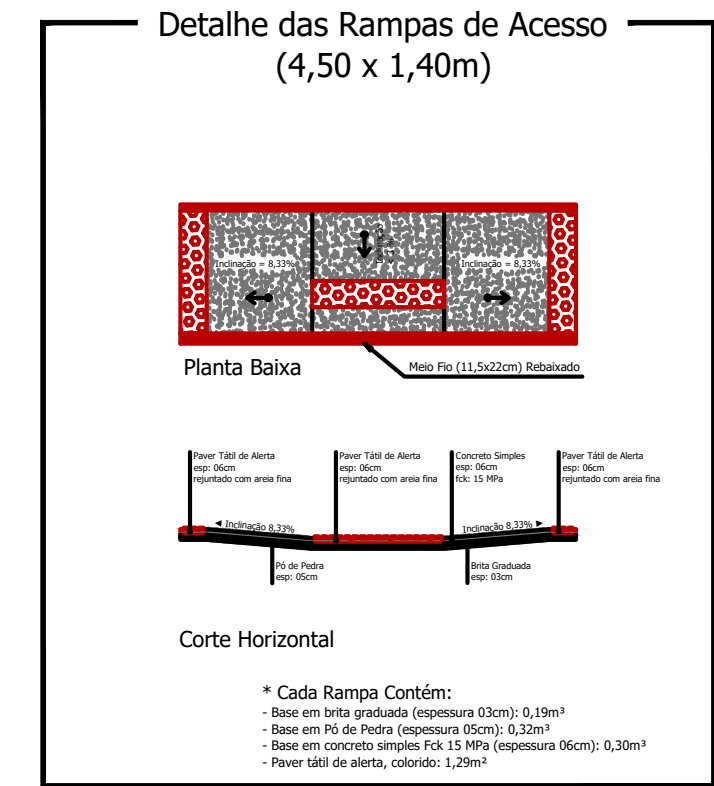 Detalhe das Rampas de Acesso
(4,50 x 1,40m)
Inclinação = 8,33%
Inclinação
Inclinação = 8,33%
Planta Baixa
Meio Fio (11,5x22cm) Rebaixado
Paver Tátil de Alerta
esp: 06cm
rejuntado com areia fina
Paver Tátil de Alerta
esp: 06cm
rejuntado com areia fina
Concreto Simples
esp: 06cm
fck: 15 MPa
Paver Tátil de Alerta
esp: 06cm
rejuntado com areia fina
◄ Inclinação 8,33%
Inclinação 8,33% ►
Pó de Pedra
esp: 05cm
Brita Graduada
esp: 03cm
Corte Horizontal
* Cada Rampa Contém:
- Base em brita graduada (espessura 03cm): 0,19m³
- Base em Pó de Pedra (espessura 05cm): 0,32m³
- Base em concreto simples Fck 15 MPa (espessura 06cm): 0,30m³
- Paver tátil de alerta, colorido: 1,29m²